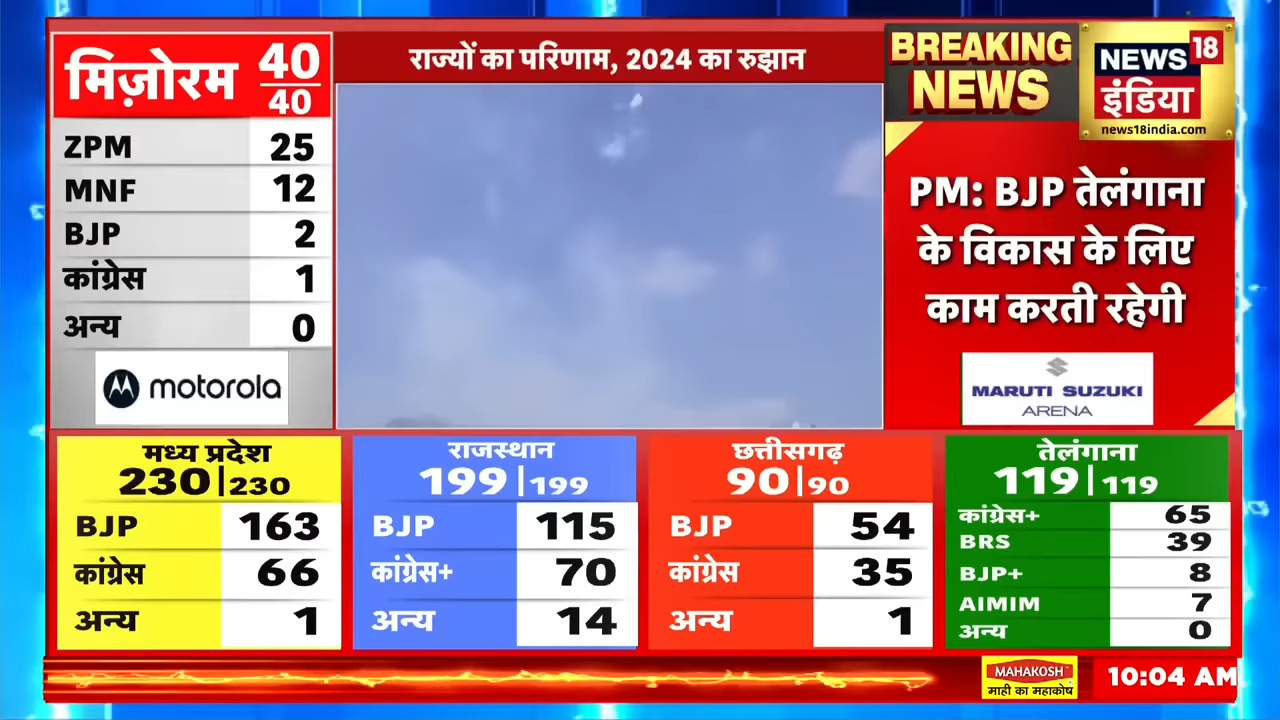 मिज़ोरम
40
40
ZPM 25
MNF 12
BJP 2
कांग्रेस 1
अन्य 0
motorola
राज्यों का परिणाम, 2024 का रुझान
BREAKING
NEWS
NEWS 18
इंडिया
news18india.com
PM: BJP तेलंगाना
के विकास के लिए
काम करती रहेगी
MARUTI SUZUKI
ARENA
मध्य प्रदेश
230|230
BJP 163
कांग्रेस 66
अन्य 1
राजस्थान
199|199
BJP 115
कांग्रेस+ 70
अन्य 14
छत्तीसगढ़
90|90
BJP 54
कांग्रेस 35
अन्य 1
तेलंगाना
119|119
कांग्रेस+ 65
BRS 39
BJP+ 8
AIMIM 7
अन्य 0
MAHAKOSH
माही का महाकोष
10:04 AM